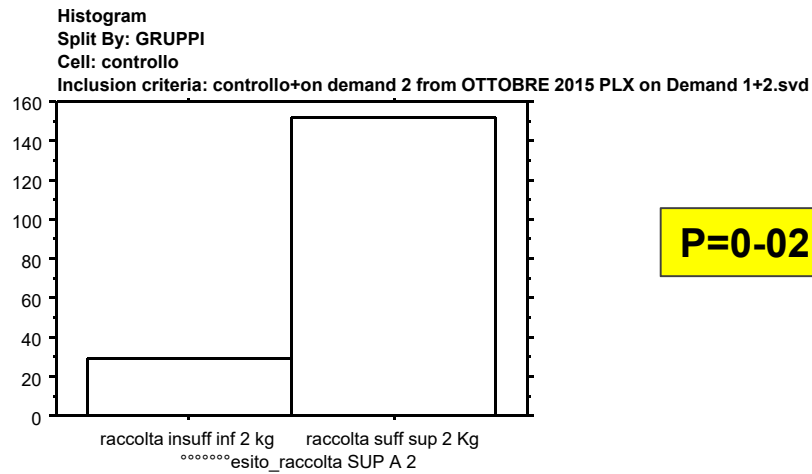 Histogram
Split By: GRUPPI
Cell: controllo
Inclusion criteria: controllo+on demand 2 from OTTOBRE 2015 PLX on Demand 1+2.svd
160
140
120
100
80
60
40
20
0
raccolta insuff inf 2 kg raccolta suff sup 2 Kg
°°°°°°°esito_raccolta SUP A 2
P=0-02